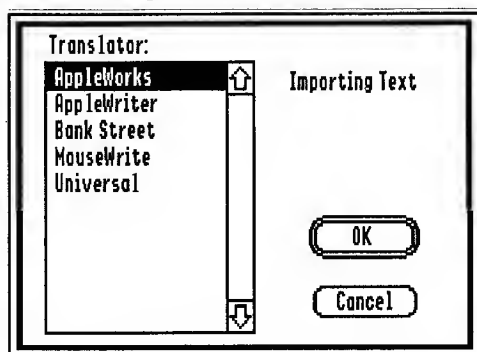 Translator:
AppleWorks
AppleWriter
Bank Street
MouseWrite
Universal
Importing Text
OK
Cancel